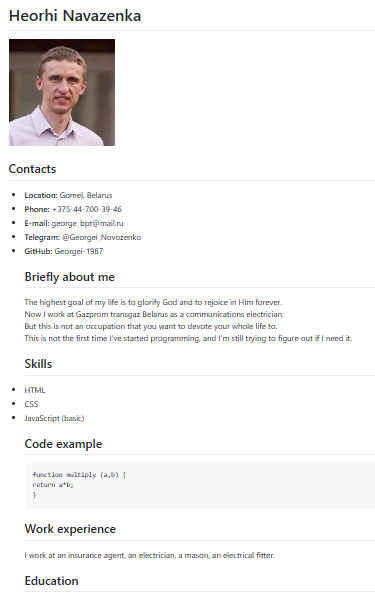 Heorhi Navazenka
Contacts
Location: Gomel, Belarus
Phone: +375-44-700-39-46
E-mail: george_bpt@mail.ru
Telegram: @Georgei_Novozenko
GitHub: Georgei-1987
Briefly about me
The highest goal of my life is to glorify God and to rejoice in Him forever.
Now I work at Gazprom transgaz Belarus as a communications electrician.
But this is not an occupation that you want to devote your whole life to.
This is not the first time I've started programming, and I'm still trying to figure out if I need it.
Skills
HTML
CSS
JavaScript (basic)
Code example
function multiply (a,b) {
return a*b;
}
Work experience
I work at an insurance agent, an electrician, a mason, an electrical fitter.
Education